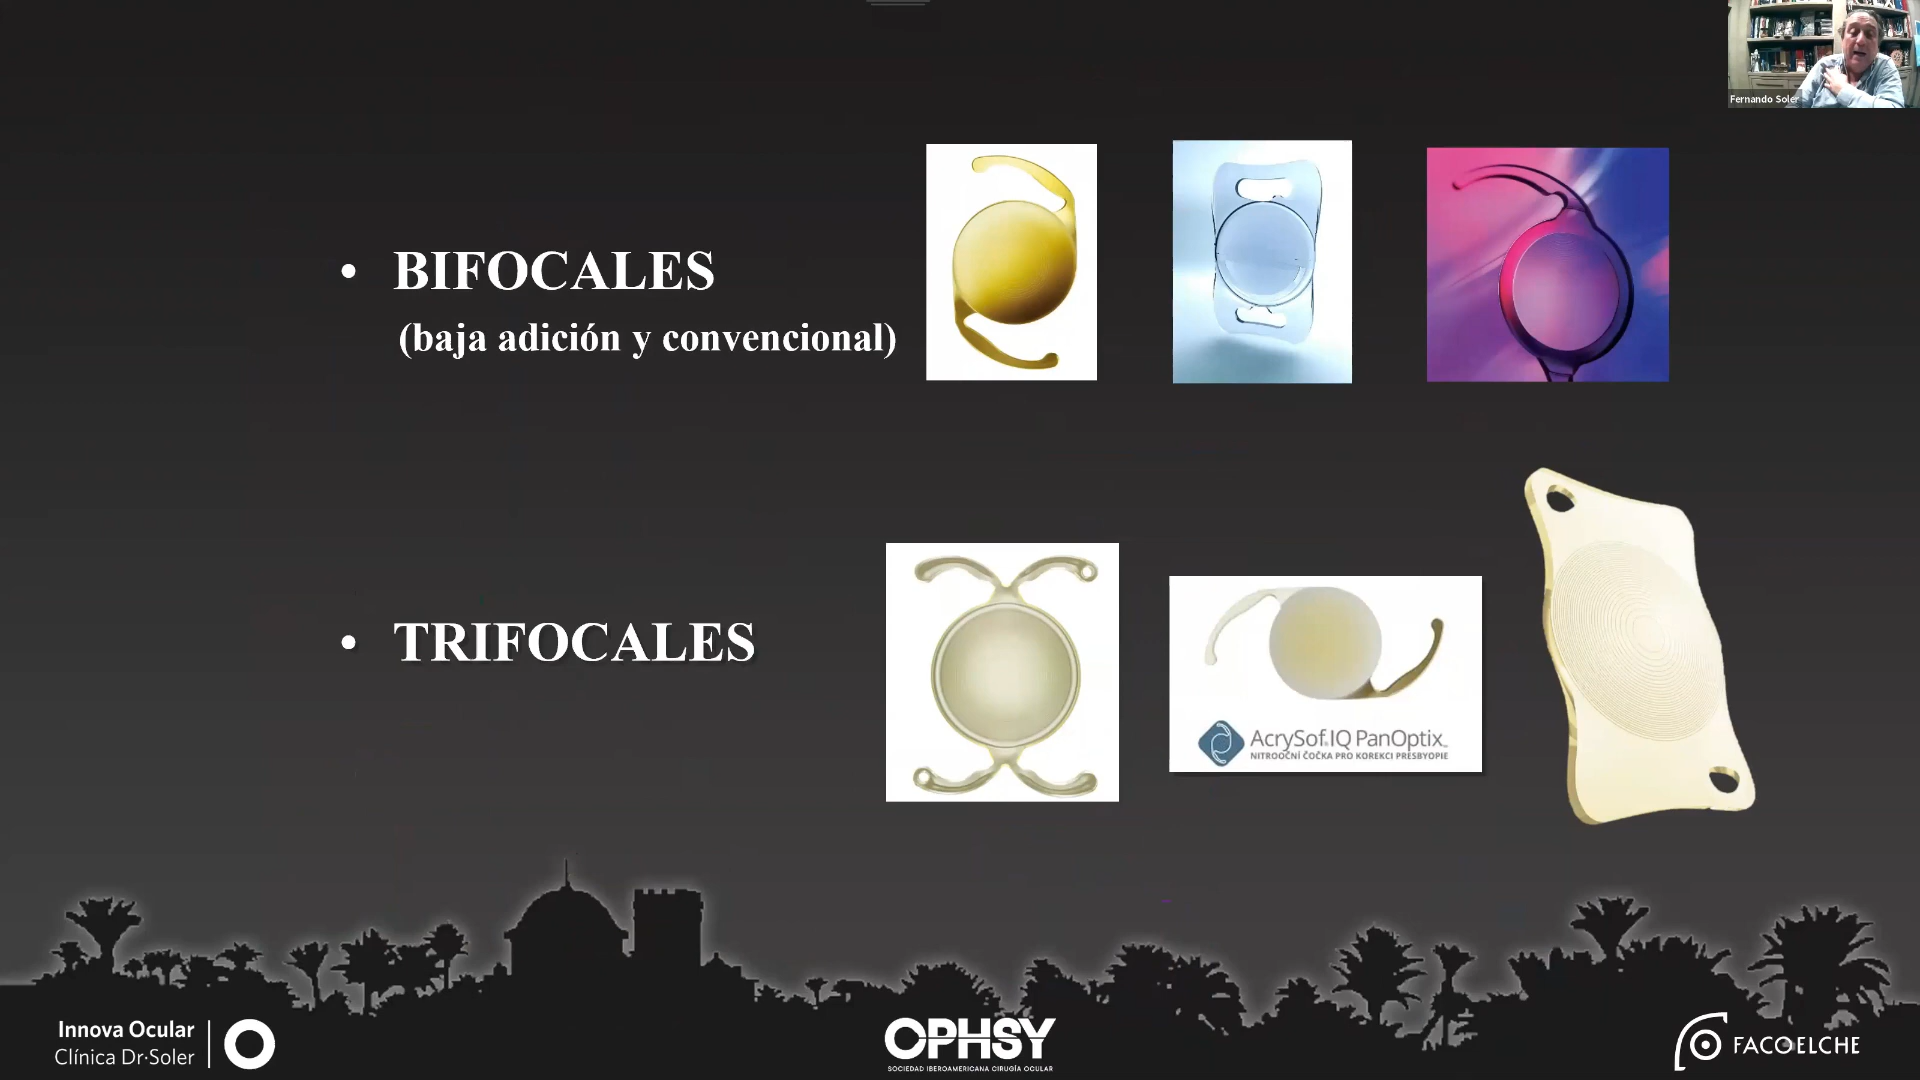 Fernando Soler
• BIFOCALES
(baja adición y convencional)
• TRIFOCALES
AcrySof IQ PanOptix
NITROOČNÍ ČOČKA PRO KOREKCI PRESBYOPIE
Innova Ocular
Clínica Dr·Soler
OPHSY
SOCIEDAD IBEROAMERICANA CIRUGÍA OCULAR
FACOELCHE